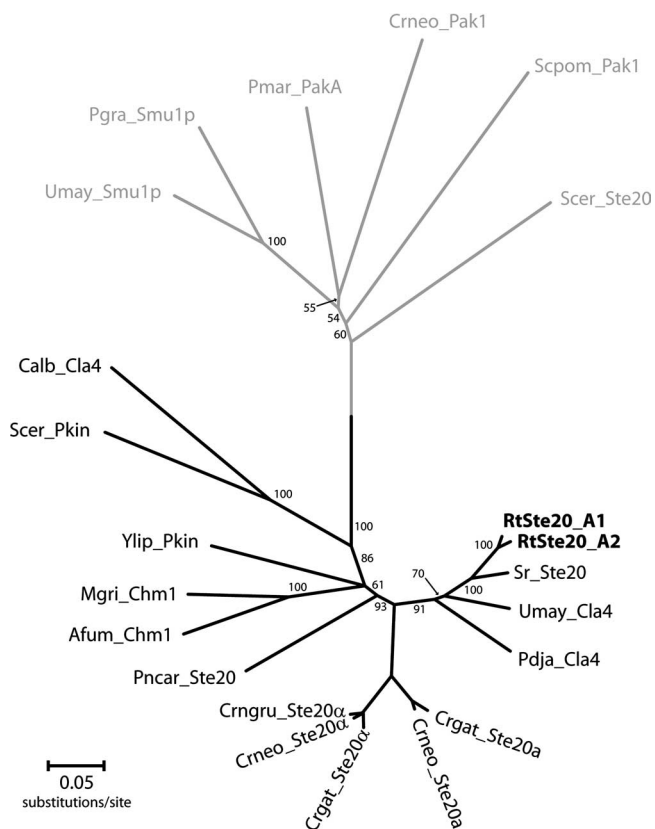 Crneo_Pak1
Scpom_Pak1
Pmar_PakA
Pgra_Smu1p
Umay_Smu1p
Scer_Ste20
100
55
54
60
Calb_Cla4
Scer_Pkin
100
100
86
Ylip_Pkin
RtSte20_A1
RtSte20_A2
100
Sr_Ste20
70
100
Mgri_Chm1
100
61
93
91
Umay_Cla4
Afum_Chm1
Pdja_Cla4
Pncar_Ste20
Crngru_Ste20α
Crneo_Ste20α
Crgat_Ste20α
Crneo_Ste20a
Crgat_Ste20a
0.05
substitutions/site